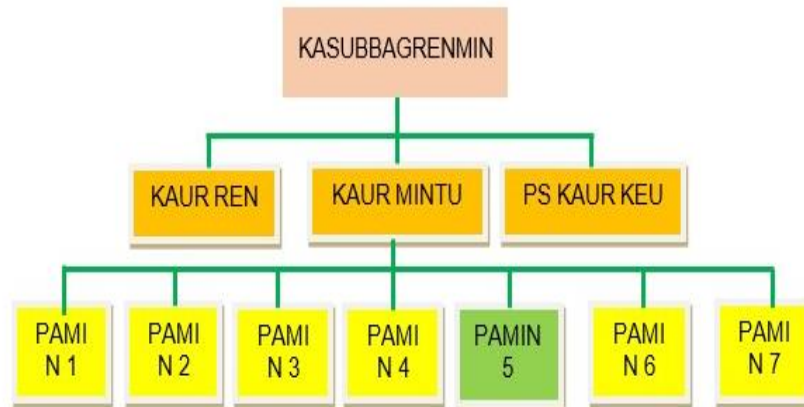 KASUBBAGRENMIN
KAUR REN
KAUR MINTU
PS KAUR KEU
PAMI
N 1
PAMI
N 2
PAMI
N 3
PAMI
N 4
PAMIN
5
PAMI
N 6
PAMI
N 7